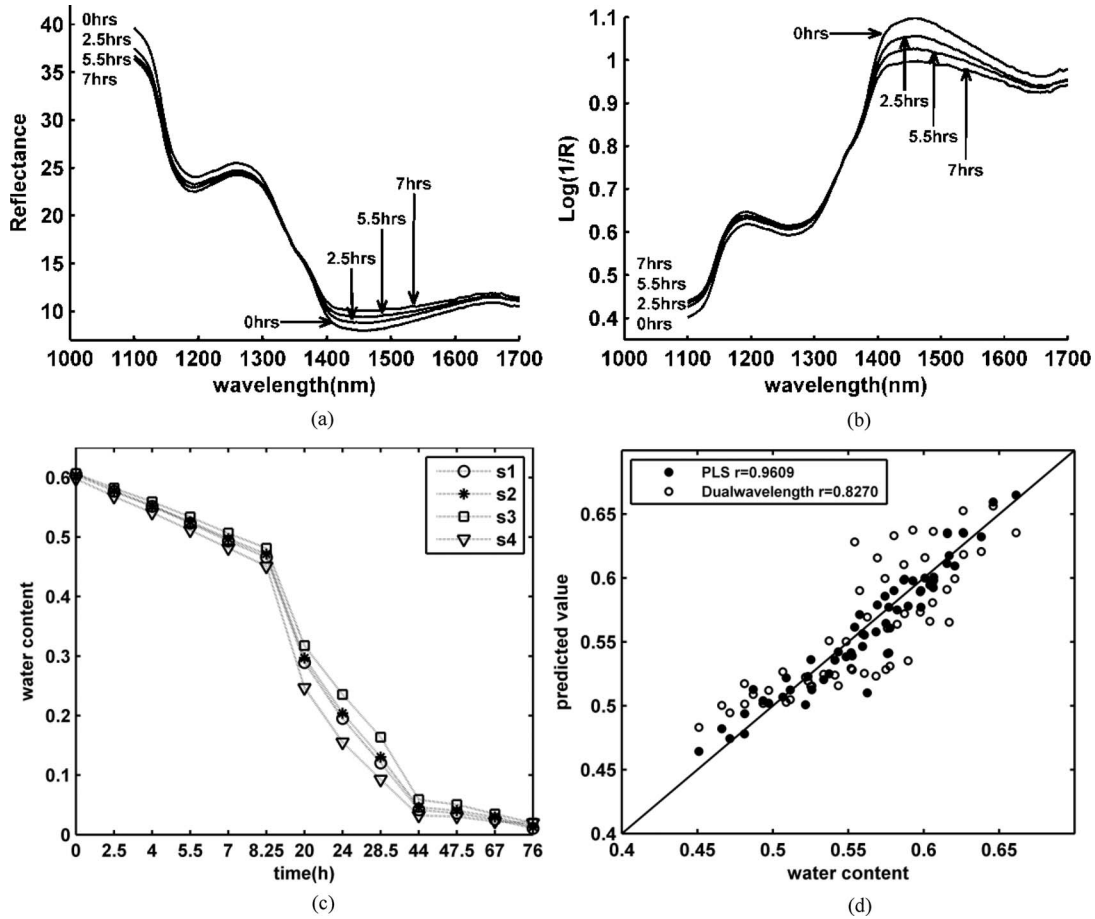 40
35
30
25
20
15
10
Reflectance
0hrs
2.5hrs
5.5hrs
7hrs
7hrs
5.5hrs
2.5hrs
0hrs
1000 1100 1200 1300 1400 1500 1600 1700
wavelength(nm)
(a)
1.1
1
0.9
0.8
0.7
0.6
0.5
0.4
Log(1/R)
0hrs
2.5hrs
5.5hrs
7hrs
7hrs
5.5hrs
2.5hrs
0hrs
1000 1100 1200 1300 1400 1500 1600 1700
wavelength(nm)
(b)
0.6
0.5
0.4
0.3
0.2
0.1
0
water content
s1
s2
s3
s4
0 2.5 4 5.5 7 8.25 20 24 28.5 44 47.5 67 76
time(h)
(c)
PLS r=0.9609
Dualwavelength r=0.8270
0.65
0.6
0.55
0.5
0.45
0.4
predicted value
0.4 0.45 0.5 0.55 0.6 0.65
water content
(d)